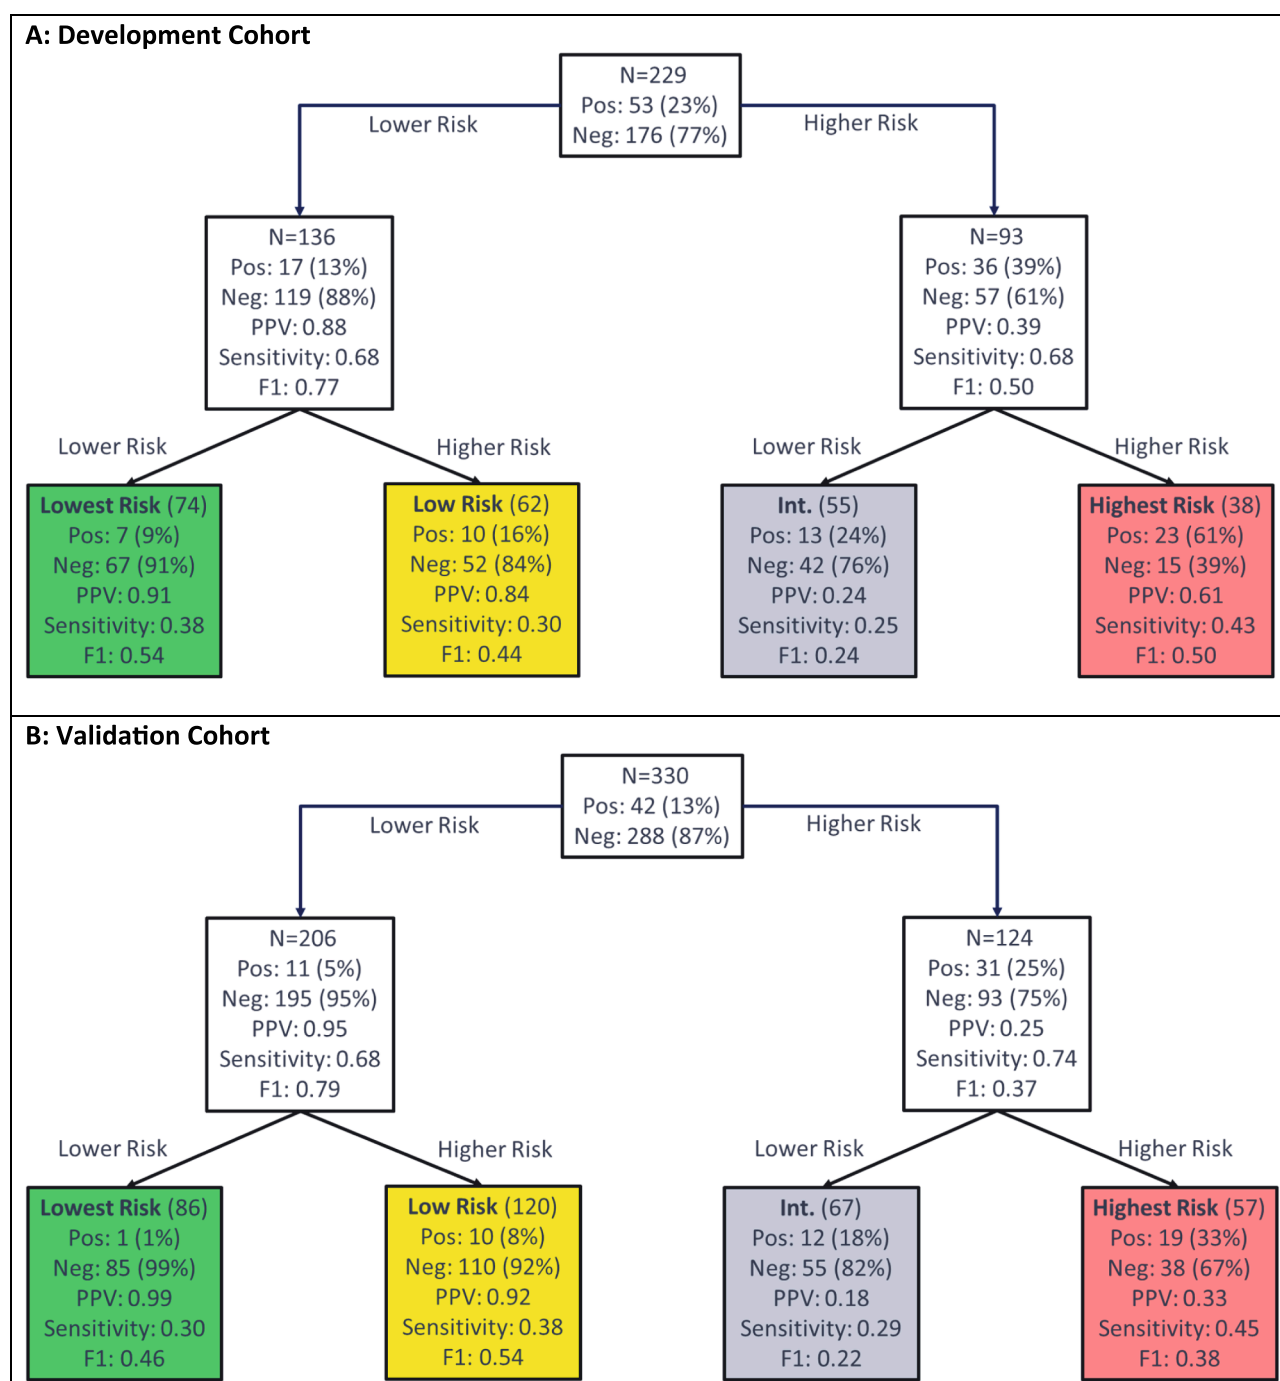 A: Development Cohort
N=229
Pos: 53 (23%)
Neg: 176 (77%)
Lower Risk
Higher Risk
N=136
Pos: 17 (13%)
Neg: 119 (88%)
PPV: 0.88
Sensitivity: 0.68
F1: 0.77
N=93
Pos: 36 (39%)
Neg: 57 (61%)
PPV: 0.39
Sensitivity: 0.68
F1: 0.50
Lower Risk
Higher Risk
Lower Risk
Higher Risk
Lowest Risk (74)
Pos: 7 (9%)
Neg: 67 (91%)
PPV: 0.91
Sensitivity: 0.38
F1: 0.54
Low Risk (62)
Pos: 10 (16%)
Neg: 52 (84%)
PPV: 0.84
Sensitivity: 0.30
F1: 0.44
Int. (55)
Pos: 13 (24%)
Neg: 42 (76%)
PPV: 0.24
Sensitivity: 0.25
F1: 0.24
Highest Risk (38)
Pos: 23 (61%)
Neg: 15 (39%)
PPV: 0.61
Sensitivity: 0.43
F1: 0.50
B: Validation Cohort
N=330
Pos: 42 (13%)
Neg: 288 (87%)
Lower Risk
Higher Risk
N=206
Pos: 11 (5%)
Neg: 195 (95%)
PPV: 0.95
Sensitivity: 0.68
F1: 0.79
N=124
Pos: 31 (25%)
Neg: 93 (75%)
PPV: 0.25
Sensitivity: 0.74
F1: 0.37
Lower Risk
Higher Risk
Lower Risk
Higher Risk
Lowest Risk (86)
Pos: 1 (1%)
Neg: 85 (99%)
PPV: 0.99
Sensitivity: 0.30
F1: 0.46
Low Risk (120)
Pos: 10 (8%)
Neg: 110 (92%)
PPV: 0.92
Sensitivity: 0.38
F1: 0.54
Int. (67)
Pos: 12 (18%)
Neg: 55 (82%)
PPV: 0.18
Sensitivity: 0.29
F1: 0.22
Highest Risk (57)
Pos: 19 (33%)
Neg: 38 (67%)
PPV: 0.33
Sensitivity: 0.45
F1: 0.38